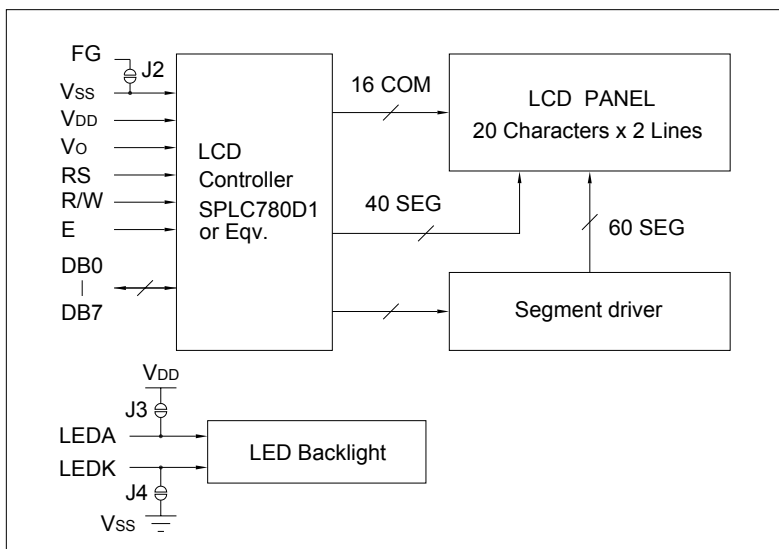 FG
J2
VSS
VDD
VO
RS
R/W
E
DB0
|
DB7
LCD
Controller
SPLC780D1
or Eqv.
16 COM
40 SEG
LCD PANEL
20 Characters x 2 Lines
60 SEG
Segment driver
VDD
J3
LEDA
LEDK
J4
VSS
LED Backlight